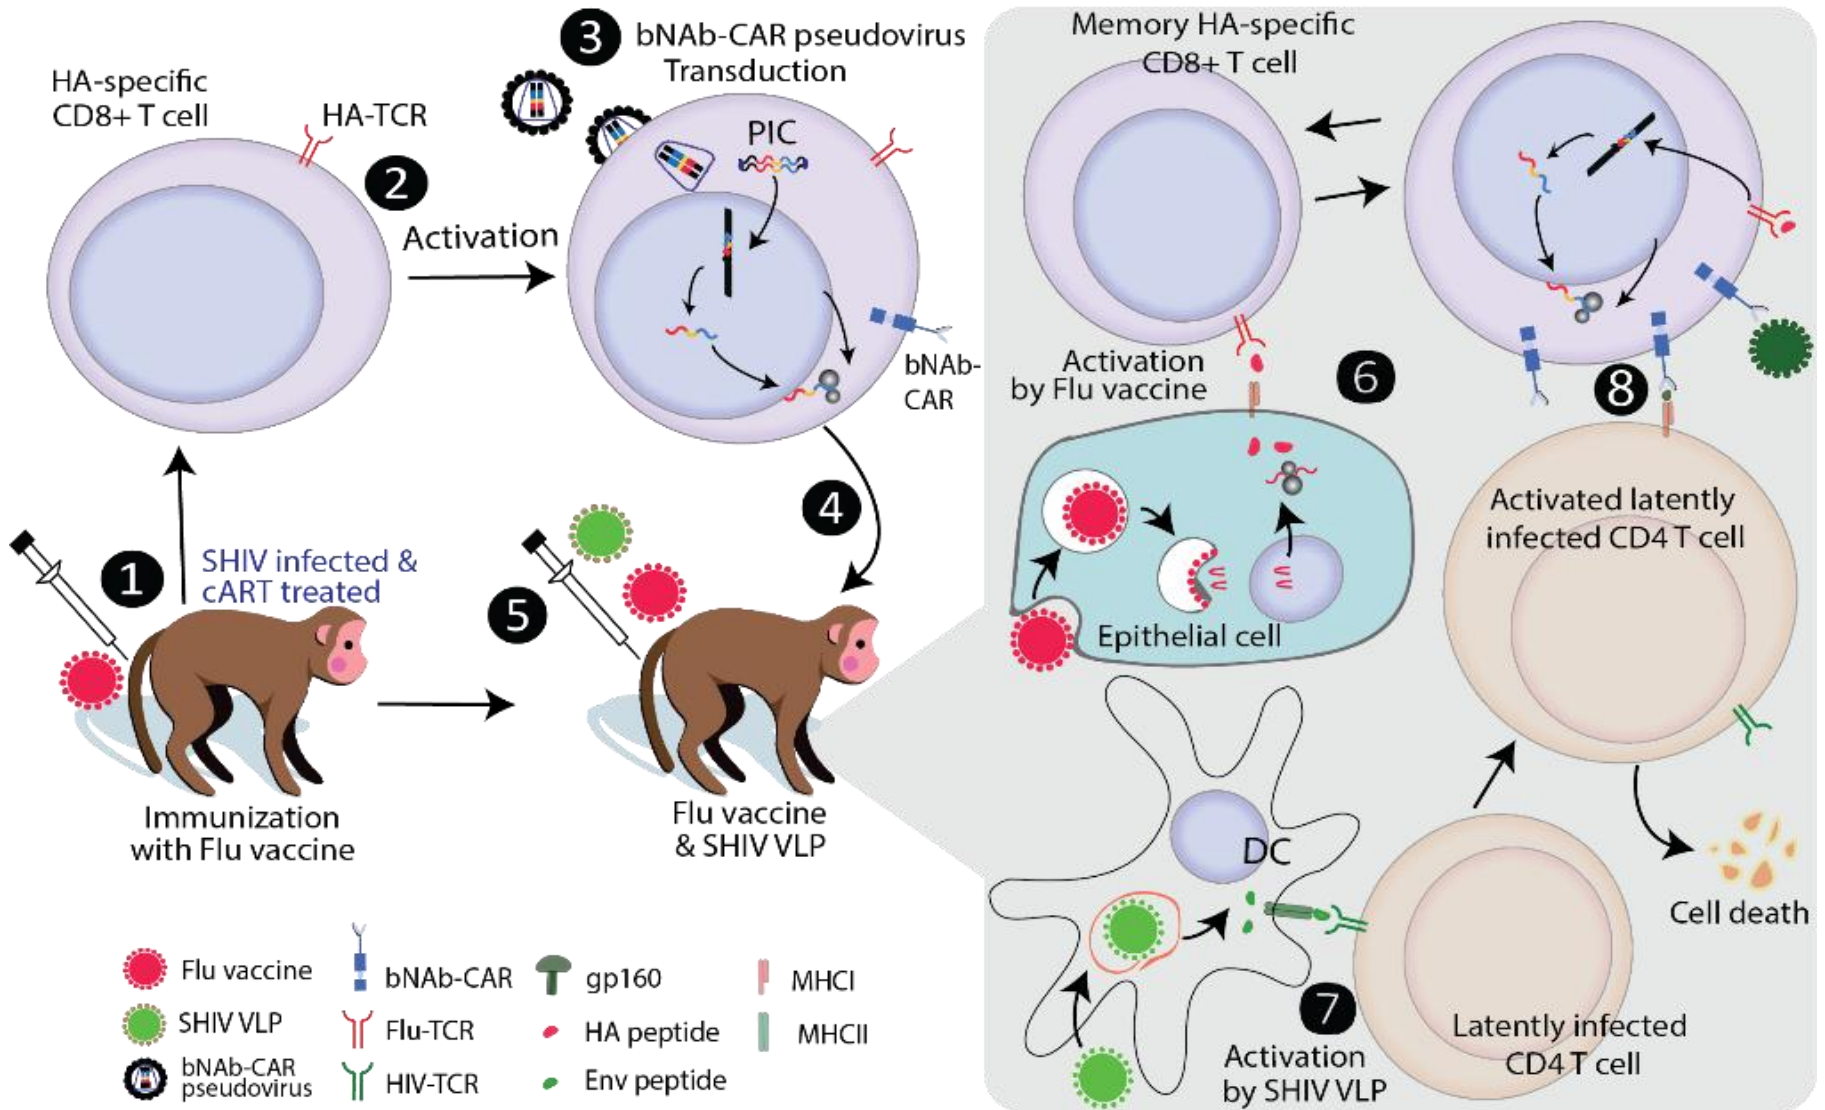 3
bNAb-CAR pseudovirus
Transduction
HA-specific
CD8+ T cell
HA-TCR
2
Activation
PIC
bNAb-
CAR
4
1
SHIV infected &
cART treated
5
Immunization
with Flu vaccine
Flu vaccine
& SHIV VLP
Memory HA-specific
CD8+ T cell
Activation
by Flu vaccine
6
8
Epithelial cell
Activated latently
infected CD4 T cell
DC
Cell death
7
Activation
by SHIV VLP
Latently infected
CD4 T cell
Flu vaccine
SHIV VLP
bNAb-CAR
pseudovirus
bNAb-CAR
Flu-TCR
HIV-TCR
gp160
HA peptide
Env peptide
MHCI
MHCII